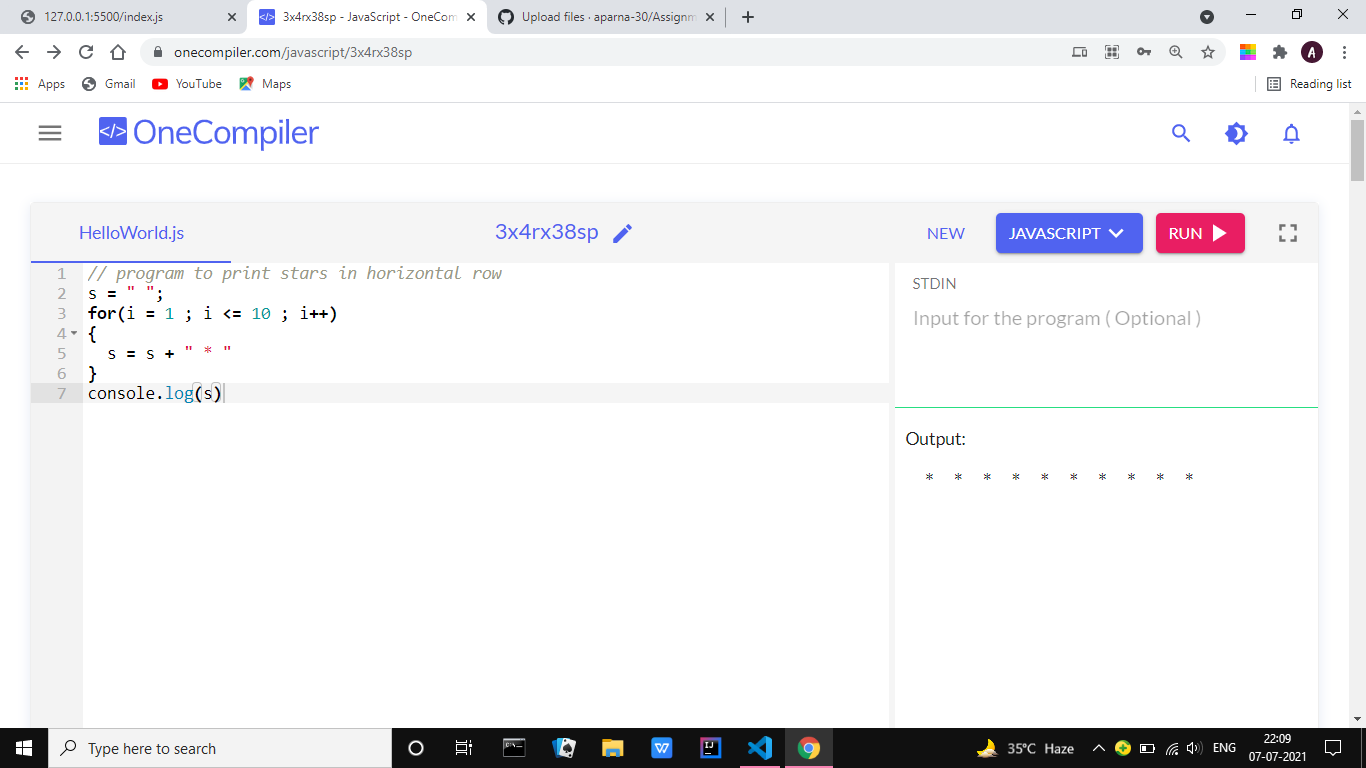 127.0.0.1:5500/index.js
3x4rx38sp - JavaScript - OneCom
Upload files · aparna-30/Assignm
onecompiler.com/javascript/3x4rx38sp
A
Apps
Gmail
YouTube
Maps
Reading list
</> OneCompiler
HelloWorld.js
3x4rx38sp
NEW
JAVASCRIPT
RUN
1 // program to print stars in horizontal row
2 s = " ";
3 for(i = 1 ; i <= 10 ; i++)
4 {
5 s = s + " * "
6 }
7 console.log(s)
STDIN
Input for the program ( Optional )
Output:
* * * * * * * * * *
Type here to search
35°C Haze
ENG
22:09
07-07-2021